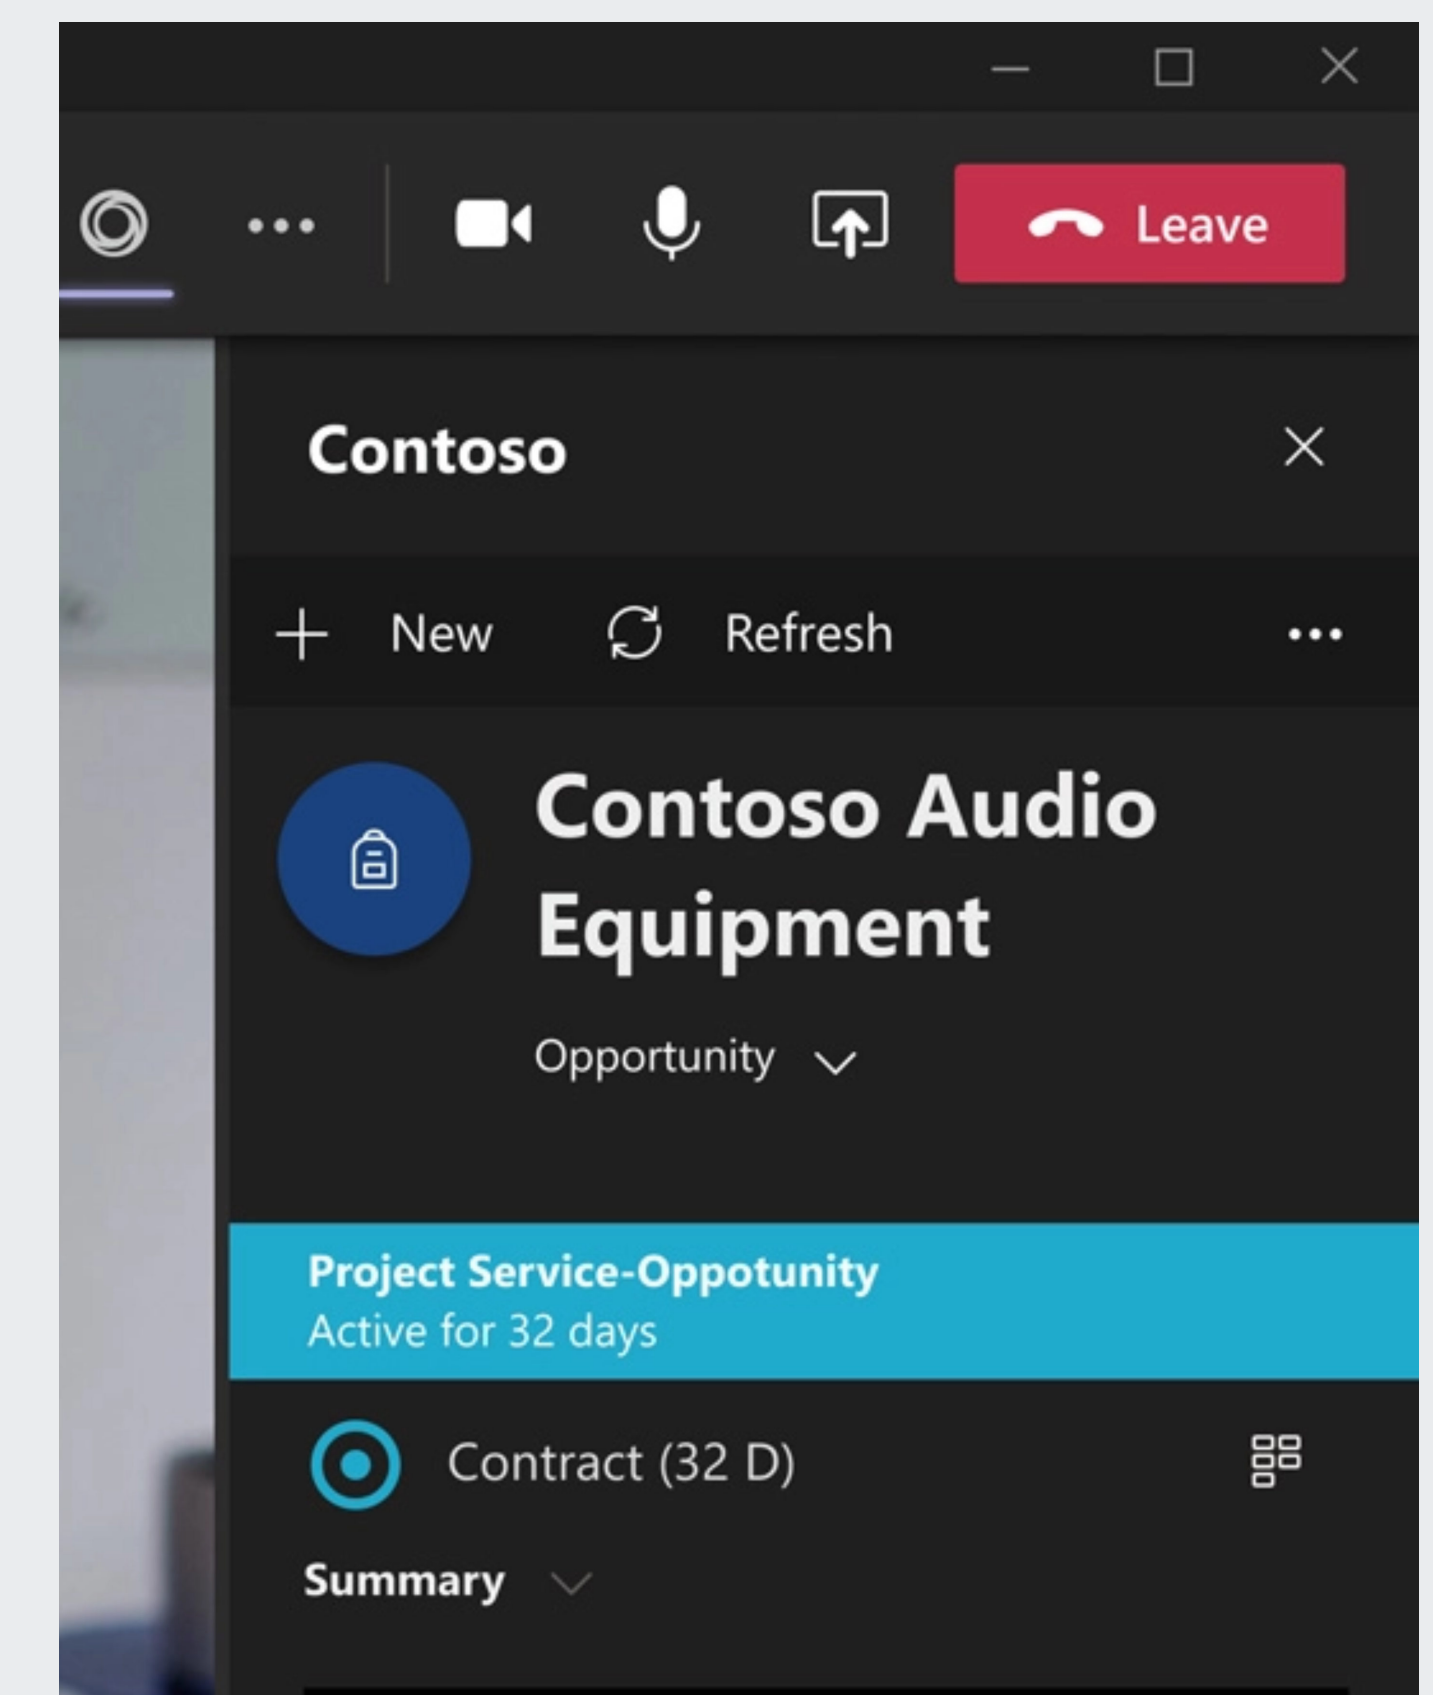 Leave
Contoso
New Refresh
Contoso Audio
Equipment
Opportunity
Project Service-Oppotunity
Active for 32 days
Contract (32 D)
Summary